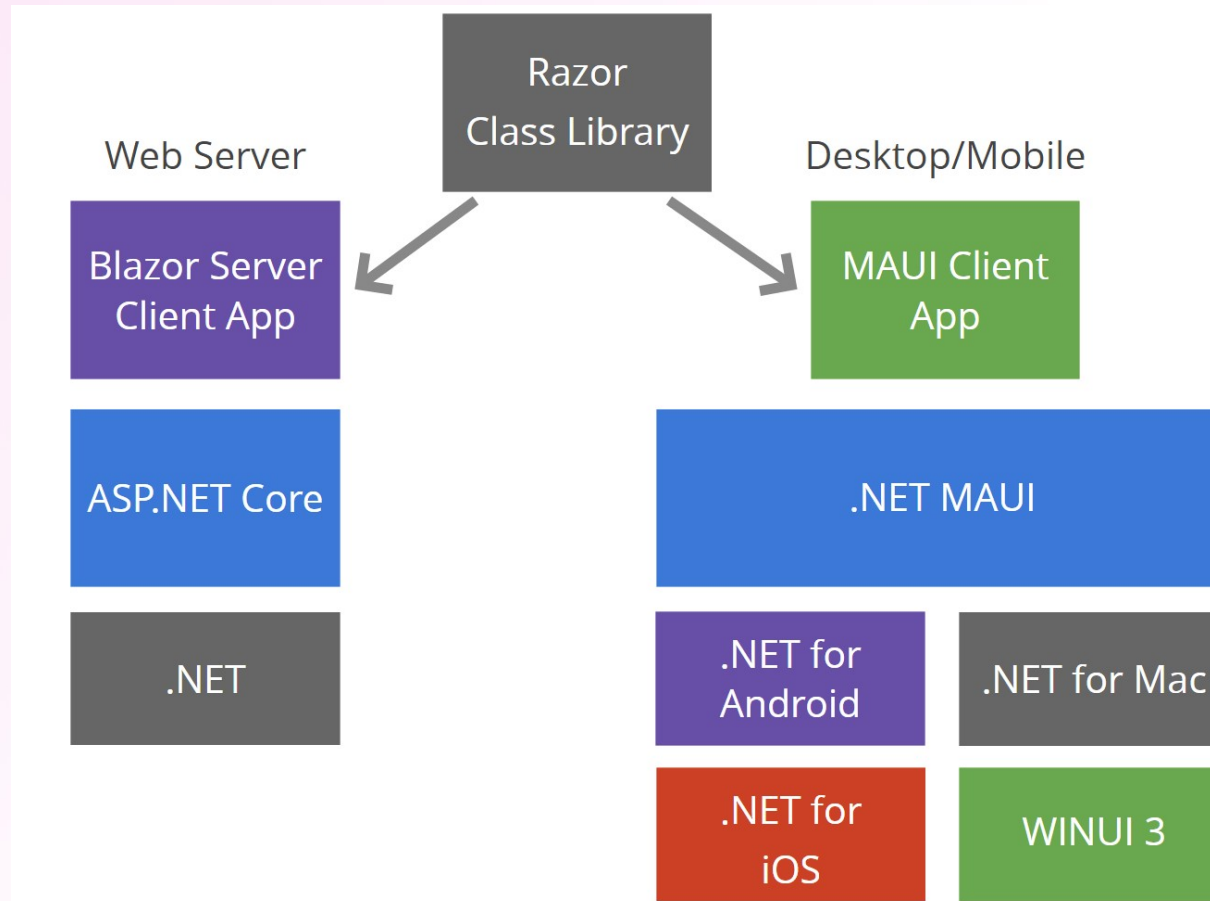 Razor
Class Library
Web Server
Desktop/Mobile
Blazor Server
Client App
MAUI Client
App
ASP.NET Core
.NET MAUI
.NET
.NET for
Android
.NET for Mac
.NET for
iOS
WINUI 3